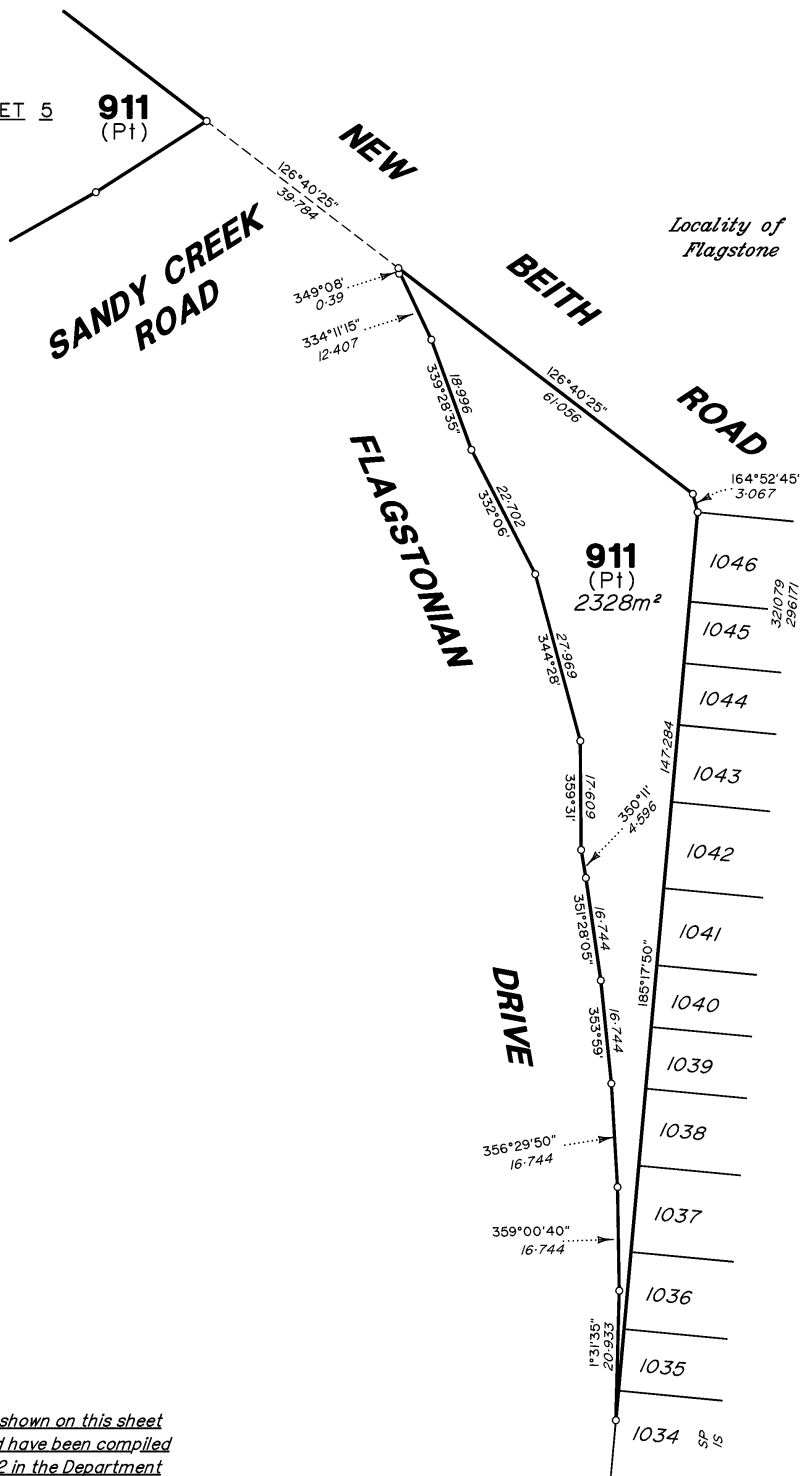 ET 5
911
(Pt)
NEW
126°40'25"
39·784
Locality of
Flagstone
SANDY CREEK
ROAD
349°08'
0·39
BEITH
334°11'15"
12·407
18·996
339°28'35"
126°40'25"
61·056
ROAD
164°52'45"
3·067
FLAGSTONIAN
22·702
332°06'
911
(Pt)
2328m²
1046
321079
296171
1045
27·969
344°28'
1044
147·284
1043
17·609
359°31'
350°11'
4·596
1042
16·744
351°28'05"
1041
185°17'50"
DRIVE
1040
16·744
353°59'
1039
1038
356°29'50"
16·744
1037
359°00'40"
16·744
1036
1°31'35"
20·933
1035
1034
SP
IS
shown on this sheet
d have been compiled
2 in the Department